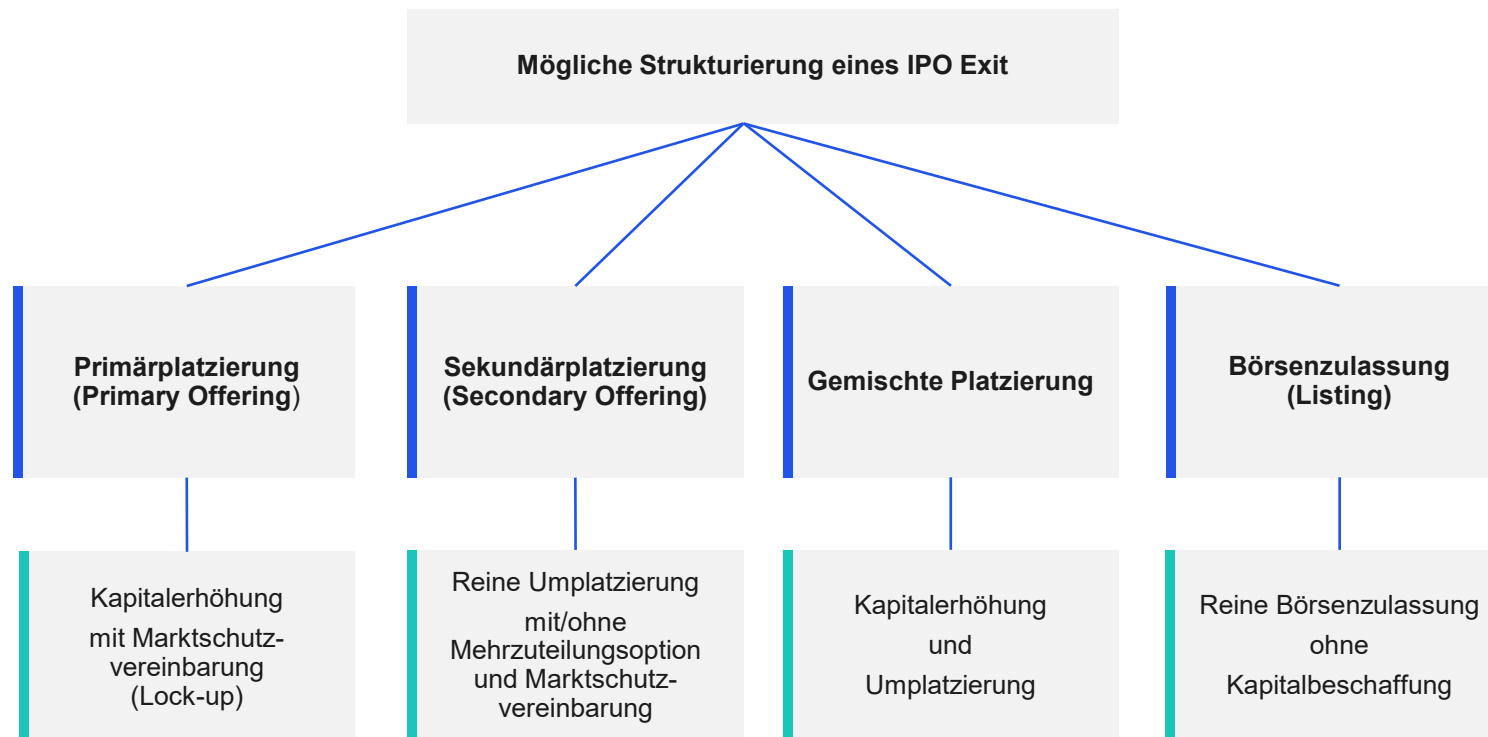 Mögliche Strukturierung eines IPO Exit
Primärplatzierung
(Primary Offering)
Sekundärplatzierung
(Secondary Offering)
Gemischte Platzierung
Börsenzulassung
(Listing)
Kapitalerhöhung
mit Marktschutz-
vereinbarung
(Lock-up)
Reine Umplatzierung
mit/ohne
Mehrzuteilungsoption
und Marktschutz-
vereinbarung
Kapitalerhöhung
und
Umplatzierung
Reine Börsenzulassung
ohne
Kapitalbeschaffung